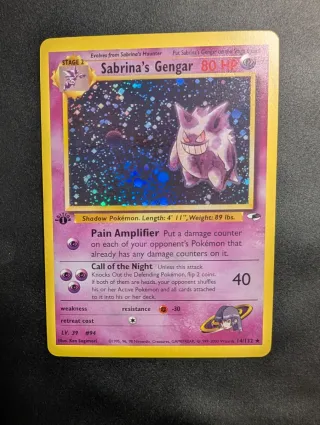 STAGE 2
Evolves from Sabrina's Haunter
Put Sabrina's Gengar on the Stage 1 card
Sabrina's Gengar 80 HP
Shadow Pokémon. Length: 4' 11", Weight: 89 lbs.
Pain Amplifier Put a damage counter
on each of your opponent's Pokémon that
already has any damage counters on it.
Call of the Night Unless this attack
Knocks Out the Defending Pokémon, flip 2 coins.
If both of them are heads, your opponent shuffles
his or her Active Pokémon and all cards attached
to it into his or her deck.
40
weakness
resistance
-30
retreat cost
LV. 39 #94
Illus. Ken Sugimori
14/132